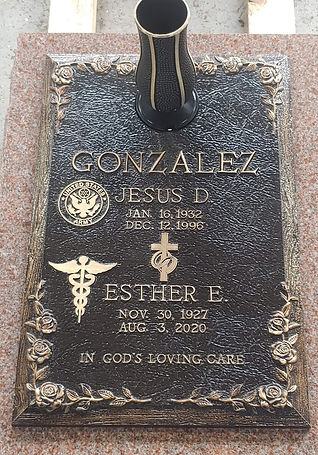 GONZALEZ
UNITED STATES
ARMY
JESUS D.
JAN. 16, 1932
DEC. 12, 1996
ESTHER E.
NOV. 30, 1927
AUG. 3, 2020
IN GOD'S LOVING CARE